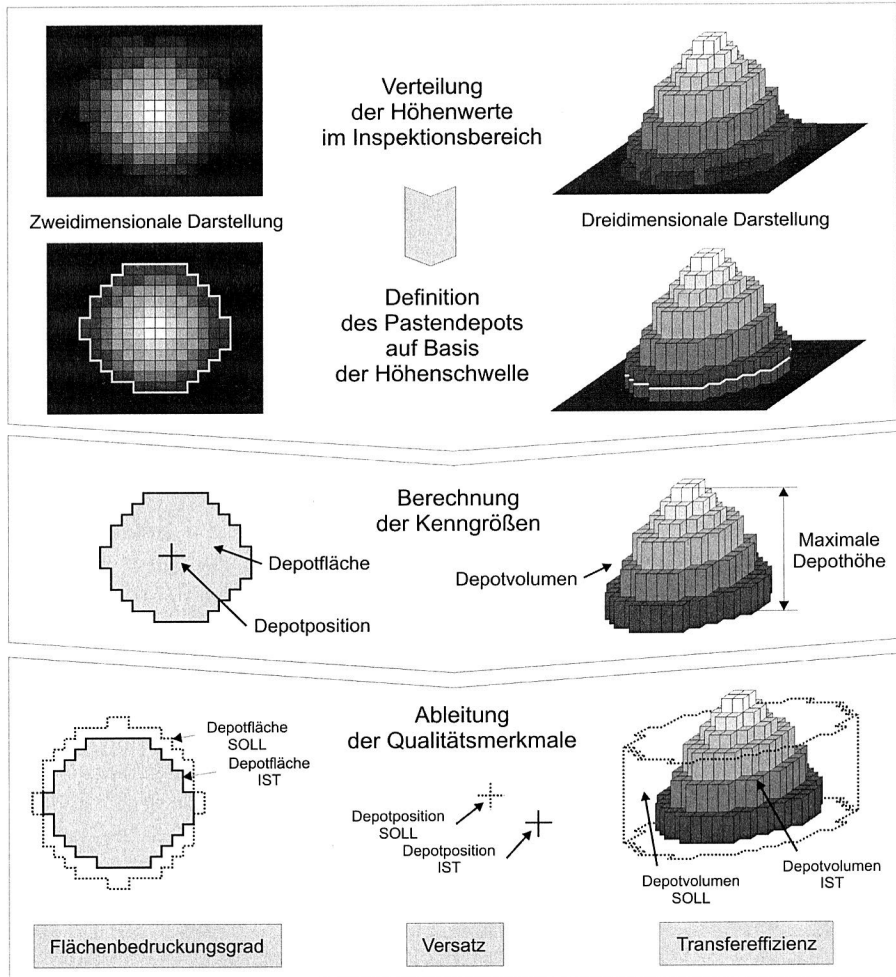 Verteilung
der Höhenwerte
im Inspektionsbereich
Zweidimensionale Darstellung
Dreidimensionale Darstellung
Definition
des Pastendepots
auf Basis
der Höhenschwelle
Berechnung
der Kenngrößen
Depotfläche
Depotposition
Depotvolumen
Maximale
Depothöhe
Ableitung
der Qualitätsmerkmale
Depotfläche
SOLL
Depotfläche
IST
Depotposition
SOLL
Depotposition
IST
Depotvolumen
SOLL
Depotvolumen
IST
Flächenbedruckungsgrad
Versatz
Transfereffizienz